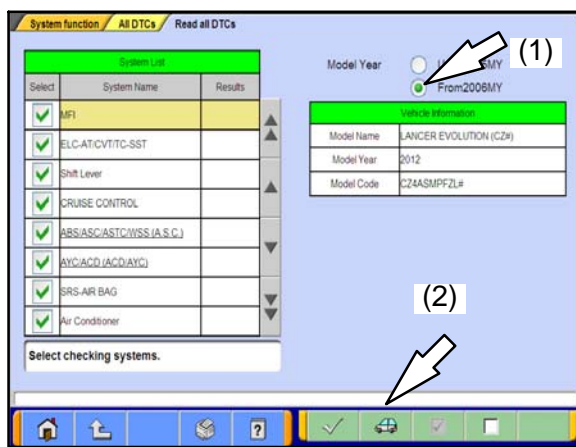 System function All DTCs Read all DTCs
System List
Select System Name Results
MFI
ELC-AT/CVT/TC-SST
Shift Lever
CRUISE CONTROL
ABS/ASC/ASTC/WSS (A.S.C.)
AYC/ACD (ACD/AYC)
SRS-AIR BAG
Air Conditioner
Select checking systems.
Model Year
(1)
From2006MY
Vehicle Information
Model Name LANCER EVOLUTION (CZ#)
Model Year 2012
Model Code CZ4ASMPFZL#
(2)
?